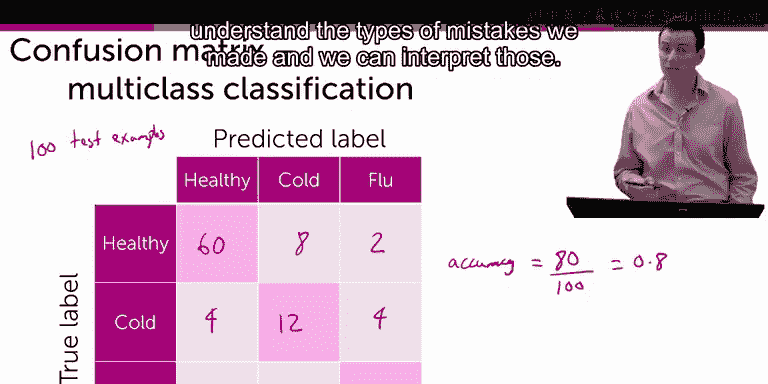 understand the types of mistakes we
made and we can interpret those.
Confusion matrix
multiclass classification
100 test examples
Predicted label
Healthy Cold Flu
Healthy 60 8 2
accuracy = 80 / 100 = 0.8
Cold 4 12 4
True label